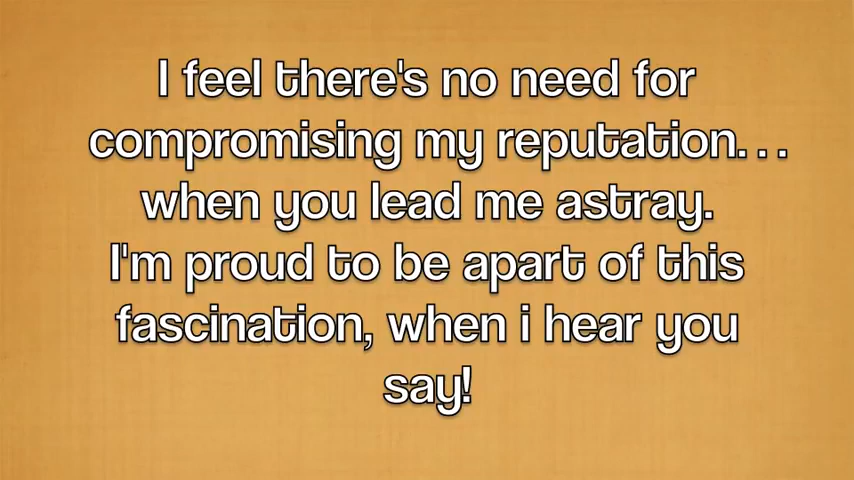 I feel there's no need for
compromising my reputation...
when you lead me astray.
I'm proud to be apart of this
fascination, when i hear you
say!